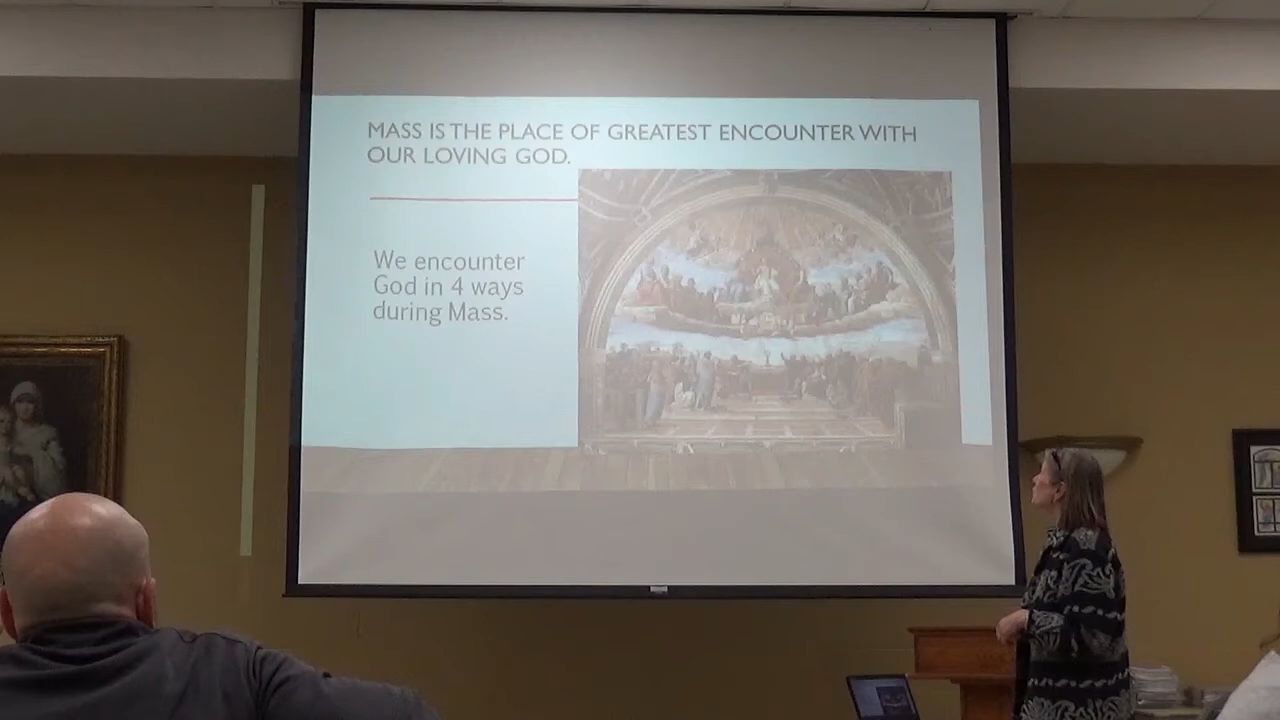 MASS IS THE PLACE OF GREATEST ENCOUNTER WITH
OUR LOVING GOD.
We encounter
God in 4 ways
during Mass.